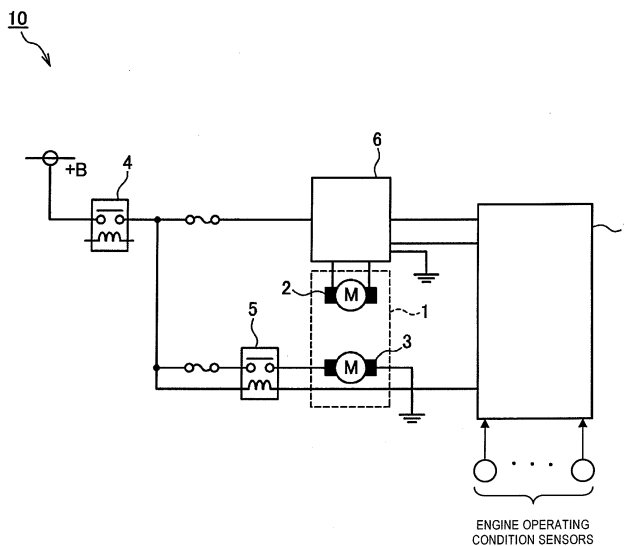 10
+B
4
6
2
M
1
5
M
3
. . .
ENGINE OPERATING
CONDITION SENSORS